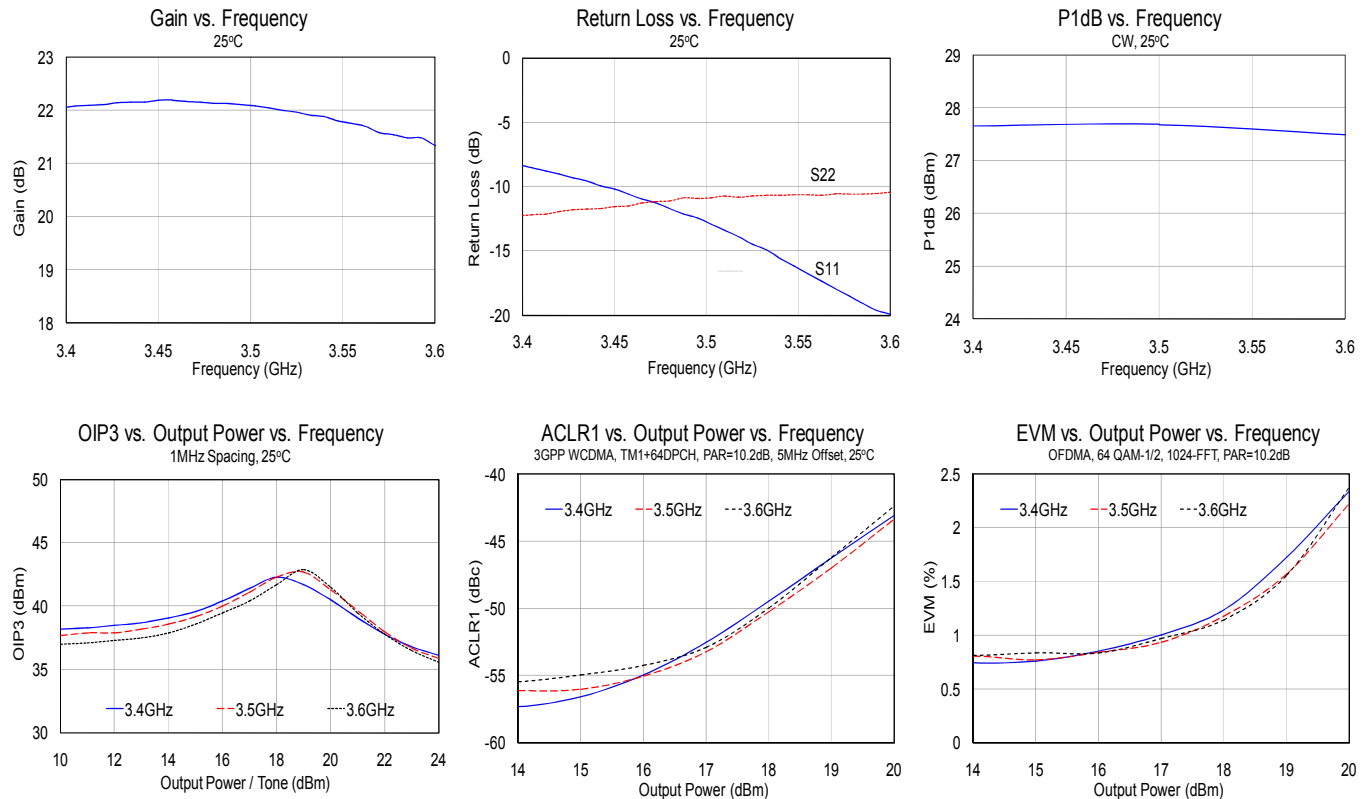 Gain vs. Frequency
25ºC
Gain (dB)
23
22
21
20
19
18
3.4
3.45
3.5
3.55
3.6
Frequency (GHz)
Return Loss vs. Frequency
25ºC
Return Loss (dB)
0
-5
-10
-15
-20
S22
S11
3.4
3.45
3.5
3.55
3.6
Frequency (GHz)
P1dB vs. Frequency
CW, 25ºC
P1dB (dBm)
29
28
27
26
25
24
3.4
3.45
3.5
3.55
3.6
Frequency (GHz)
OIP3 vs. Output Power vs. Frequency
1MHz Spacing, 25ºC
OIP3 (dBm)
50
45
40
35
30
3.4GHz
3.5GHz
3.6GHz
10
12
14
16
18
20
22
24
Output Power / Tone (dBm)
ACLR1 vs. Output Power vs. Frequency
3GPP WCDMA, TM1+64DPCH, PAR=10.2dB, 5MHz Offset, 25ºC
ACLR1 (dBc)
-40
-45
-50
-55
-60
3.4GHz
3.5GHz
3.6GHz
14
15
16
17
18
19
20
Output Power (dBm)
EVM vs. Output Power vs. Frequency
OFDMA, 64 QAM-1/2, 1024-FFT, PAR=10.2dB
EVM (%)
2.5
2
1.5
1
0.5
0
3.4GHz
3.5GHz
3.6GHz
14
15
16
17
18
19
20
Output Power (dBm)